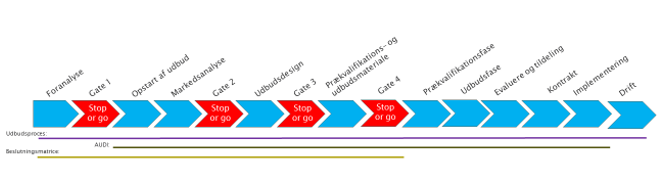 Foranalyse
Gate 1
Opstart af udbud
Markedsanalyse
Gate 2
Udbudsdesign
Gate 3
Prækvalifikations- og
udbudsmateriale
Gate 4
Prækvalifikationsfase
Udbudsfase
Evaluere og tildeling
Kontrakt
Implementering
Drift
Stop
or go
Stop
or go
Stop
or go
Stop
or go
Udbudsproces:
AUDI:
Beslutningsmatrice: